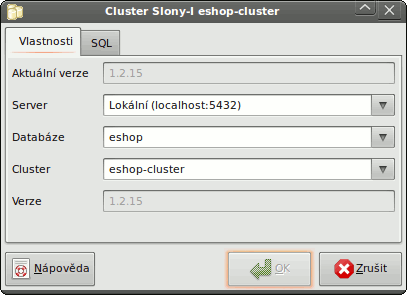 Cluster Slony-I eshop-cluster
Vlastnosti SQL
Aktuální verze 1.2.15
Server Lokální (localhost:5432)
Databáze eshop
Cluster eshop-cluster
Verze 1.2.15
Nápověda OK Zrušit